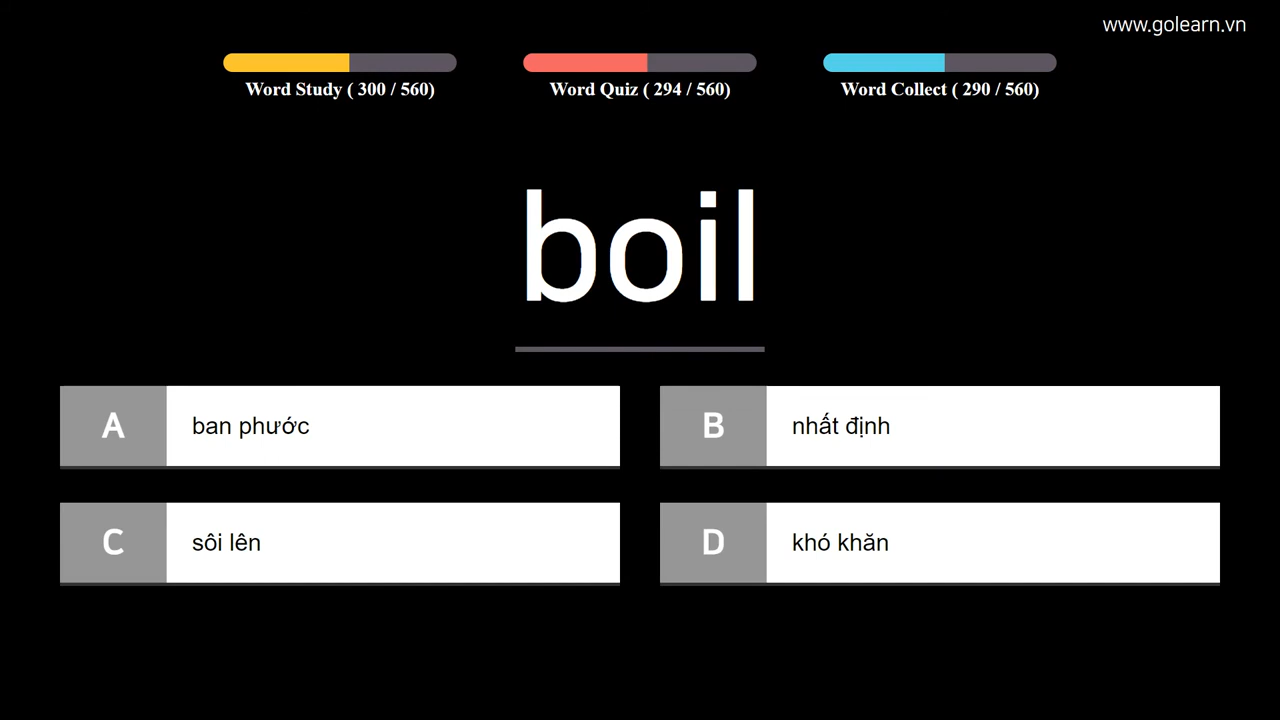 www.golearn.vn
Word Study ( 300 / 560)
Word Quiz ( 294 / 560)
Word Collect ( 290 / 560)
boil
A ban phước
B nhất định
C sôi lên
D khó khăn